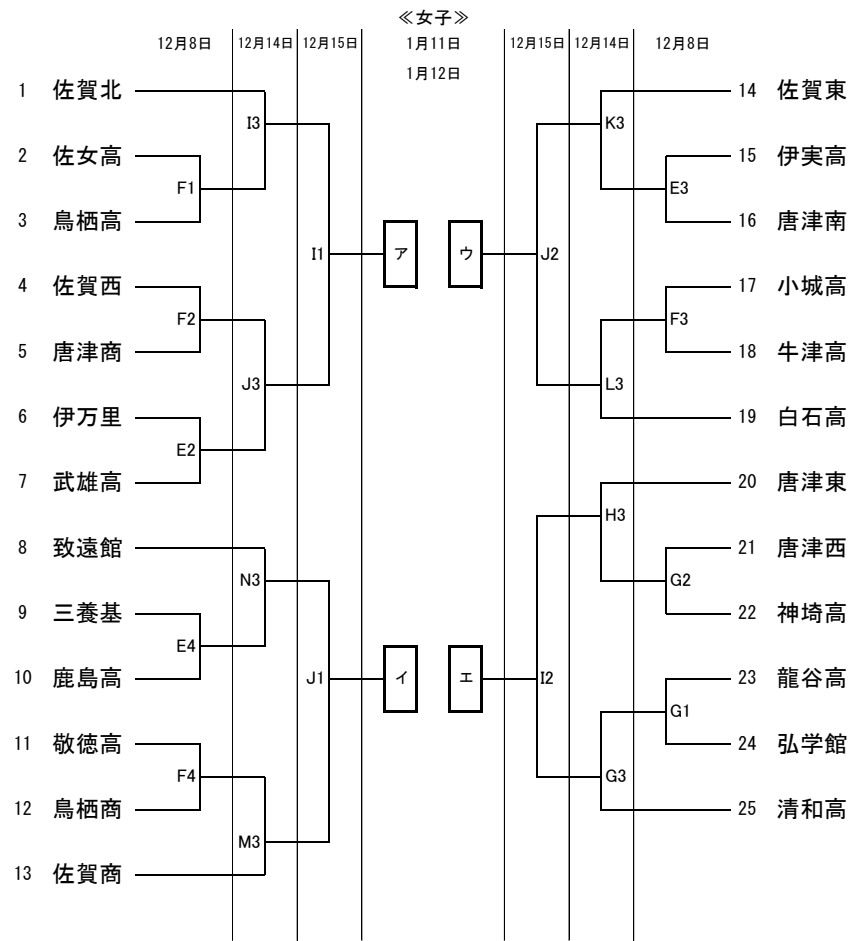 ≪女子≫
12月8日 12月14日 12月15日 1月11日 12月15日 12月14日 12月8日
1月12日
1 佐賀北
I3
2 佐女高
F1
3 鳥栖高
I1
4 佐賀西
F2
5 唐津商
J3
6 伊万里
E2
7 武雄高
8 致遠館
N3
9 三養基
E4
10 鹿島高
J1
11 敬徳高
F4
12 鳥栖商
M3
13 佐賀商
ア
ウ
イ
エ
14 佐賀東
K3
15 伊実高
E3
16 唐津南
J2
17 小城高
F3
18 牛津高
L3
19 白石高
20 唐津東
H3
21 唐津西
G2
22 神埼高
I2
23 龍谷高
G1
24 弘学館
G3
25 清和高